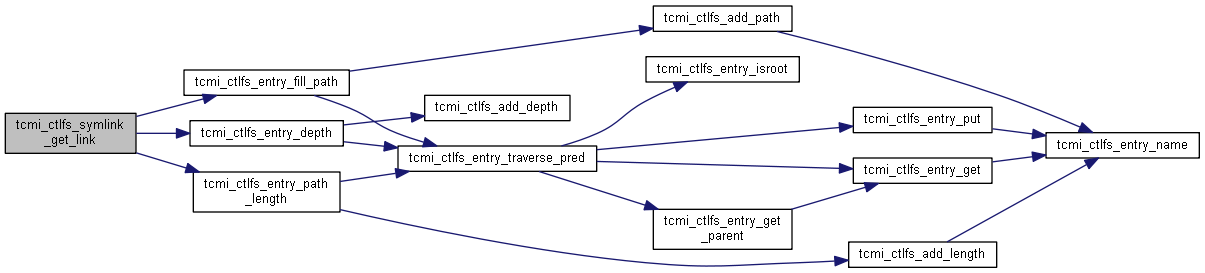 tcmi_ctlfs_symlink
_get_link
tcmi_ctlfs_entry_fill_path
tcmi_ctlfs_entry_depth
tcmi_ctlfs_entry_path
_length
tcmi_ctlfs_add_depth
tcmi_ctlfs_entry_traverse_pred
tcmi_ctlfs_add_path
tcmi_ctlfs_entry_isroot
tcmi_ctlfs_entry_get
_parent
tcmi_ctlfs_entry_put
tcmi_ctlfs_entry_get
tcmi_ctlfs_add_length
tcmi_ctlfs_entry_name